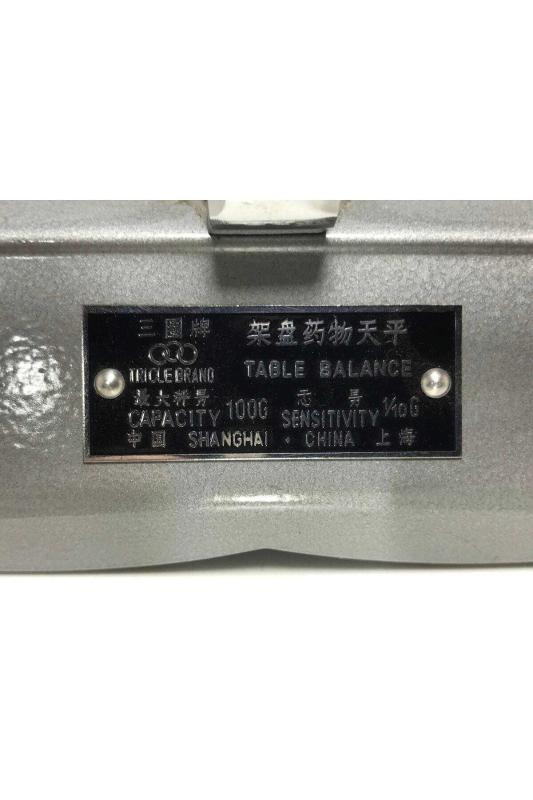 三圈牌 架盘药物天平
TRICLE BRAND TABLE BALANCE
最大秤量 感量
CAPACITY 100G SENSITIVITY 1/10G
中国 SHANGHAI · CHINA 上海